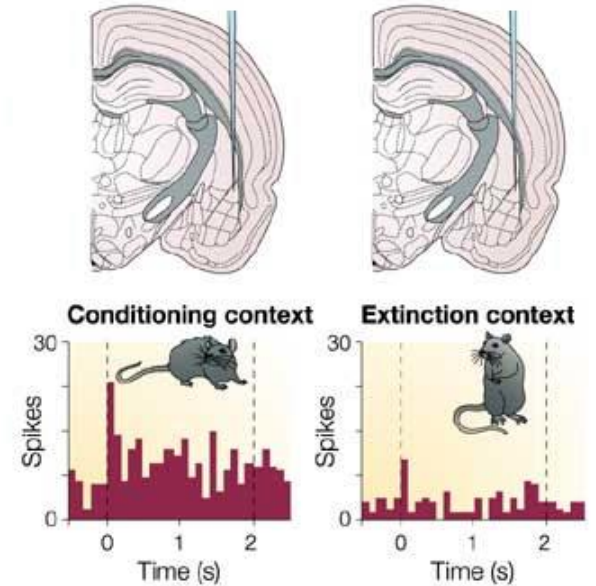 Conditioning context
Extinction context
30
Spikes
0
0
1
2
Time (s)
30
Spikes
0
0
1
2
Time (s)